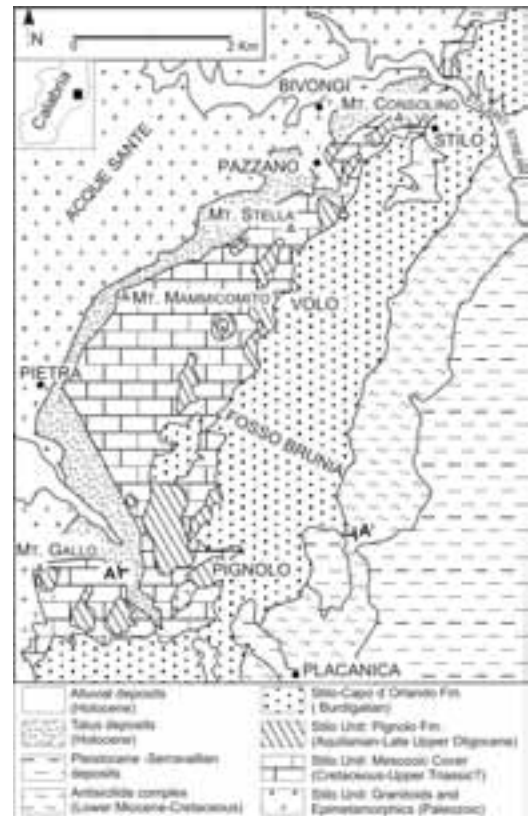 N
0 2 Km
Calabria
BIVONGI
MT. CONSOLINO
STILO
PAZZANO
ACQUE SANTE
MT. STELLA
MT. MAMMICOMITO
VOLO
PIETRA
FOSSO BRUNIA
A'
MT. GALLO
A
PIGNOLO
PLACANICA
Alluvial deposits
(Holocene)
Talus deposits
(Holocene)
Pleistocene -Serravallian
deposits
Antisicilide complex
(Lower Miocene-Cretaceous)
Stilo-Capo d'Orlando Fm.
(Burdigalian)
Stilo Unit: Pignolo Fm.
(Aquitanian-Late Upper Oligocene)
Stilo Unit: Mesozoic Cover
(Cretaceous-Upper Triassic?)
Stilo Unit: Granitoids and
Epimetamorphics (Paleozoic)